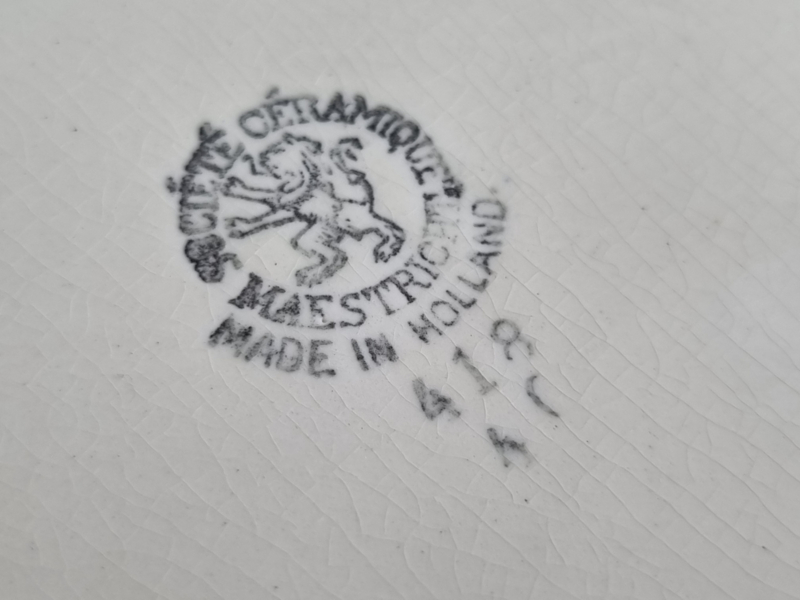 SOCIÉTÉ CÉRAMIQUE
MAESTRICHT
MADE IN HOLLAND
418